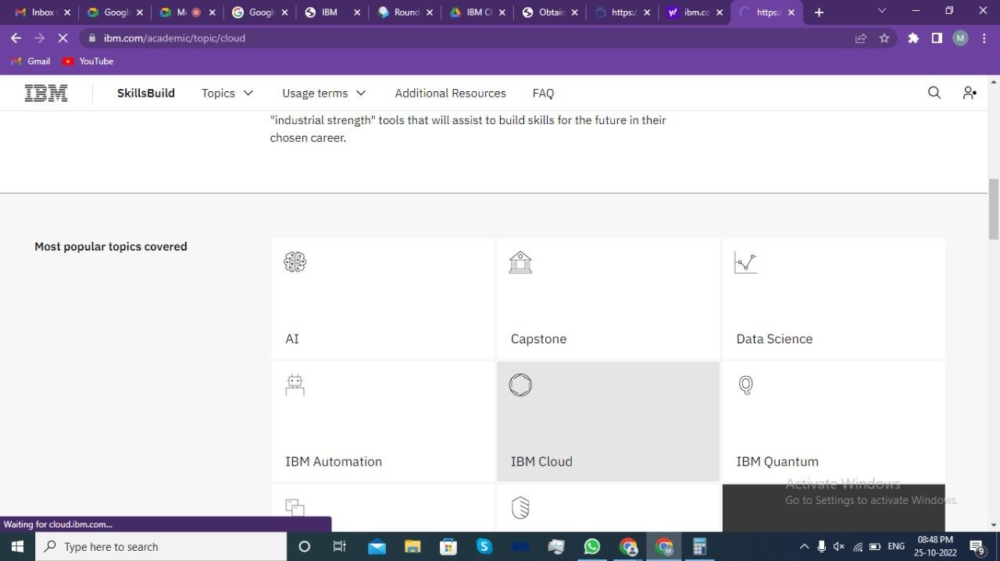 Inbox
Google
Me
Google
IBM
Round
IBM Cl
Obtain
https:/
ibm.co
https:/
ibm.com/academic/topic/cloud
M
Gmail
YouTube
IBM
SkillsBuild
Topics
Usage terms
Additional Resources
FAQ
"industrial strength" tools that will assist to build skills for the future in their
chosen career.
Most popular topics covered
AI
Capstone
Data Science
IBM Automation
IBM Cloud
Q
IBM Quantum
Activate Windows
Go to Settings to activate Windows.
Waiting for cloud.ibm.com...
Type here to search
ENG
08:48 PM
25-10-2022
9